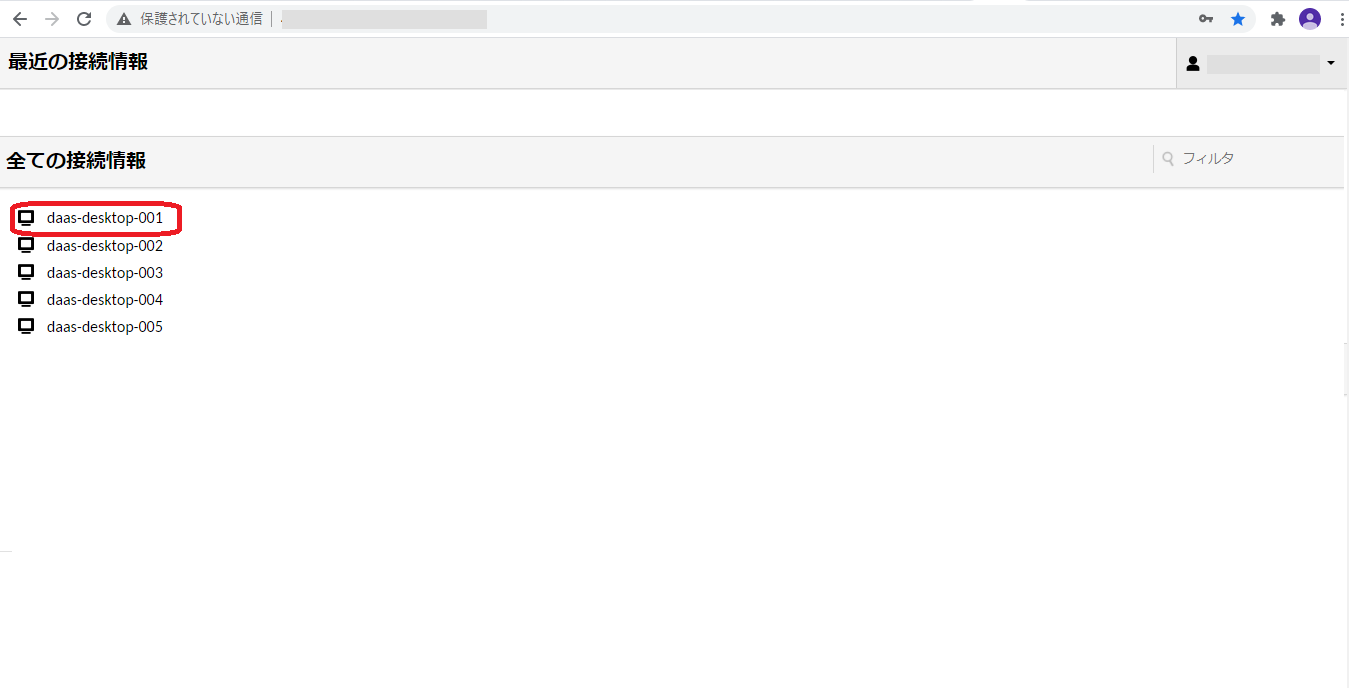 保護されていない通信
最近の接続情報
全ての接続情報
フィルタ
daas-desktop-001
daas-desktop-002
daas-desktop-003
daas-desktop-004
daas-desktop-005